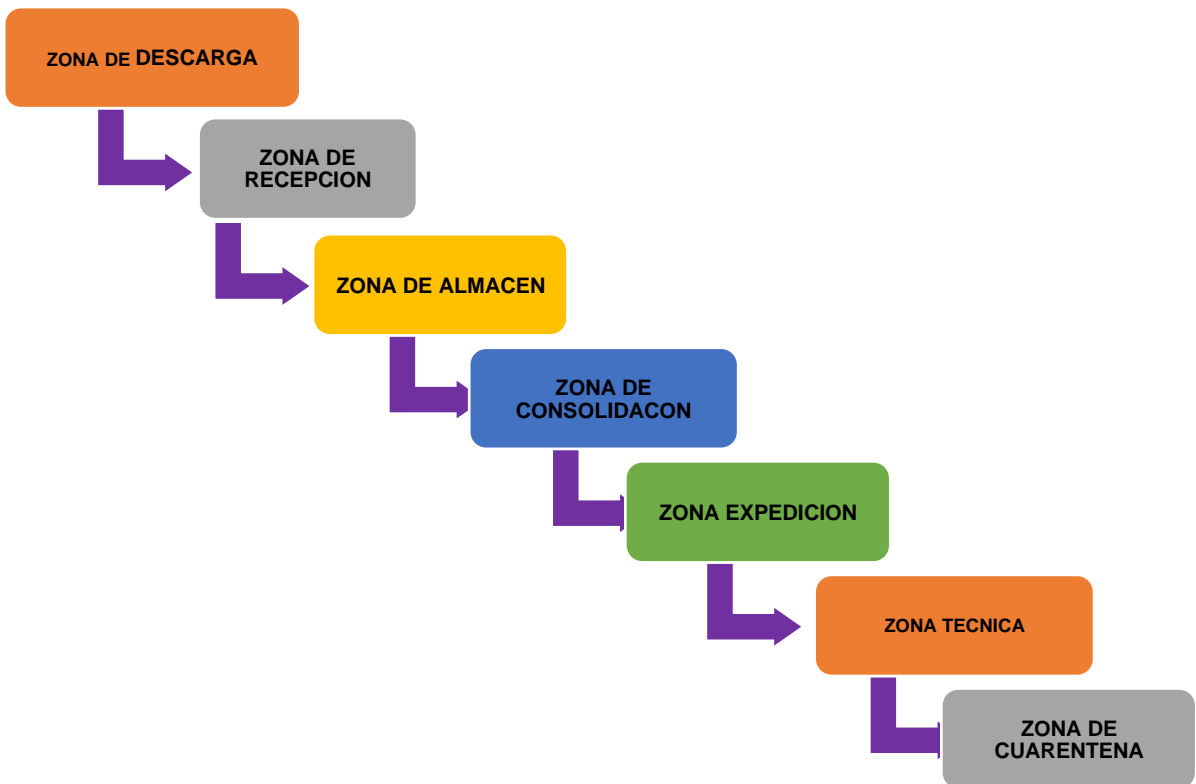 ZONA DE DESCARGA
ZONA DE
RECEPCION
ZONA DE ALMACEN
ZONA DE
CONSOLIDACON
ZONA EXPEDICION
ZONA TECNICA
ZONA DE
CUARENTENA